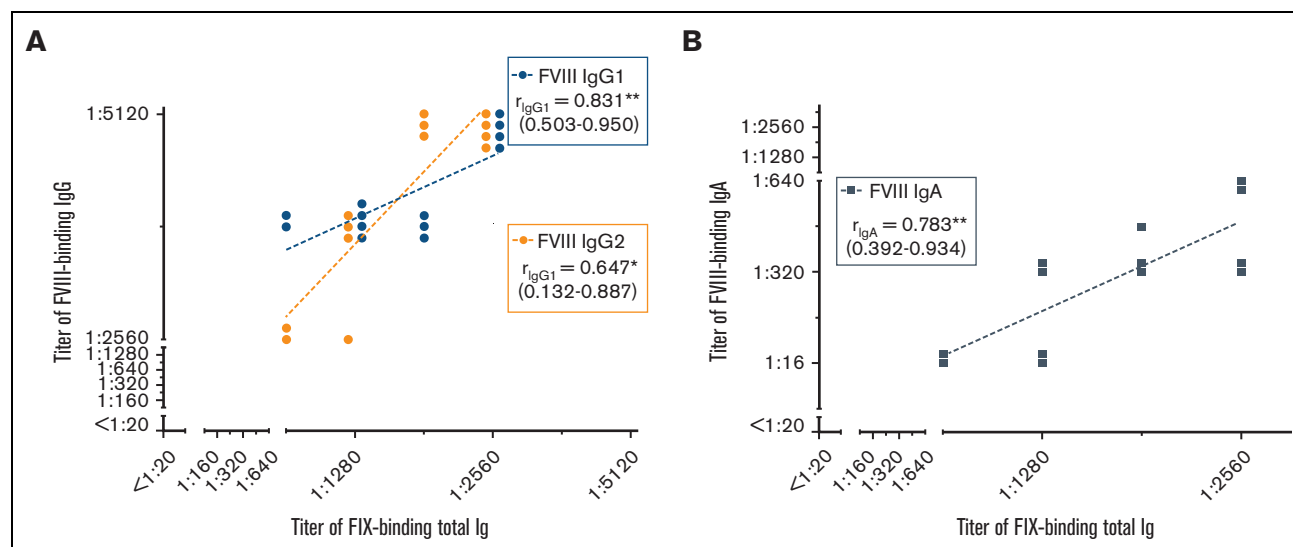 A
FVIII IgG1
rIgG1 = 0.831**
(0.503-0.950)
FVIII IgG2
rIgG1 = 0.647*
(0.132-0.887)
Titer of FVIII-binding IgG
1:5120
1:2560
1:1280
1:640
1:320
1:160
<1:20
<1:20
1:160
1:320
1:640
1:1280
1:2560
1:5120
Titer of FIX-binding total Ig
B
FVIII IgA
rIgA = 0.783**
(0.392-0.934)
Titer of FVIII-binding IgA
1:2560
1:1280
1:640
1:320
1:16
<1:20
<1:20
1:160
1:320
1:640
1:1280
1:2560
Titer of FIX-binding total Ig